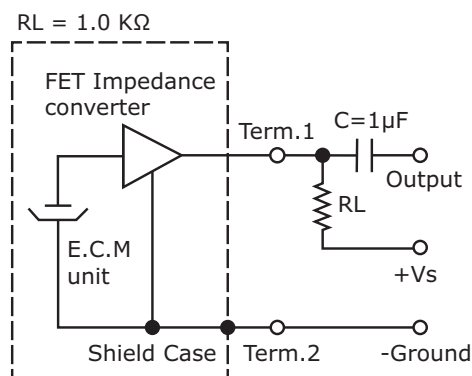 RL = 1.0 KΩ
FET Impedance
converter
Term.1
C=1μF
Output
RL
+Vs
E.C.M
unit
Shield Case
Term.2
-Ground